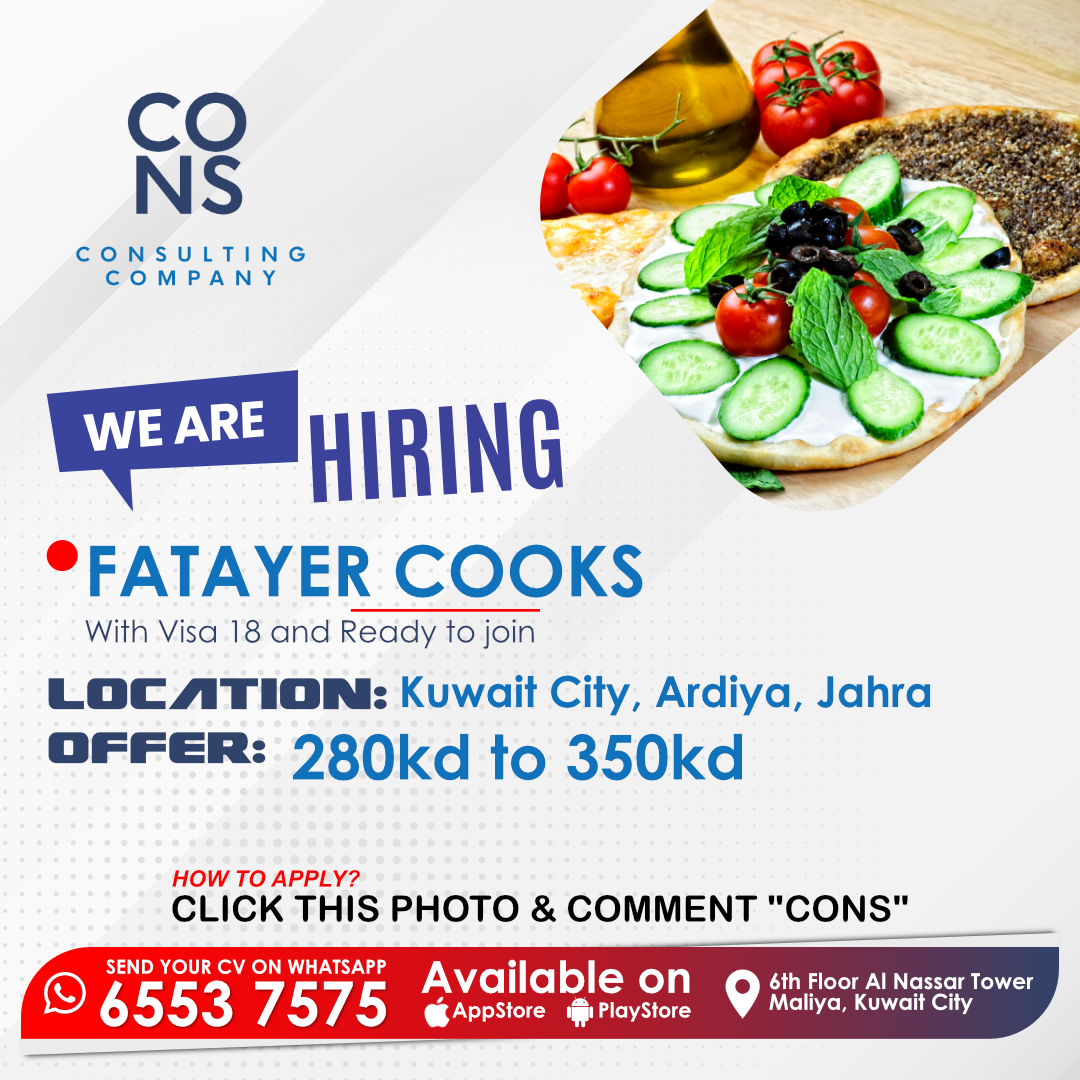 CO
NS
CONSULTING
COMPANY
WE ARE
HIRING
FATAYER COOKS
With Visa 18 and Ready to join
LOCATION: Kuwait City, Ardiya, Jahra
OFFER: 280kd to 350kd
HOW TO APPLY?
CLICK THIS PHOTO & COMMENT "CONS"
SEND YOUR CV ON WHATSAPP
6553 7575
Available on
AppStore PlayStore
6th Floor Al Nassar Tower
Maliya, Kuwait City